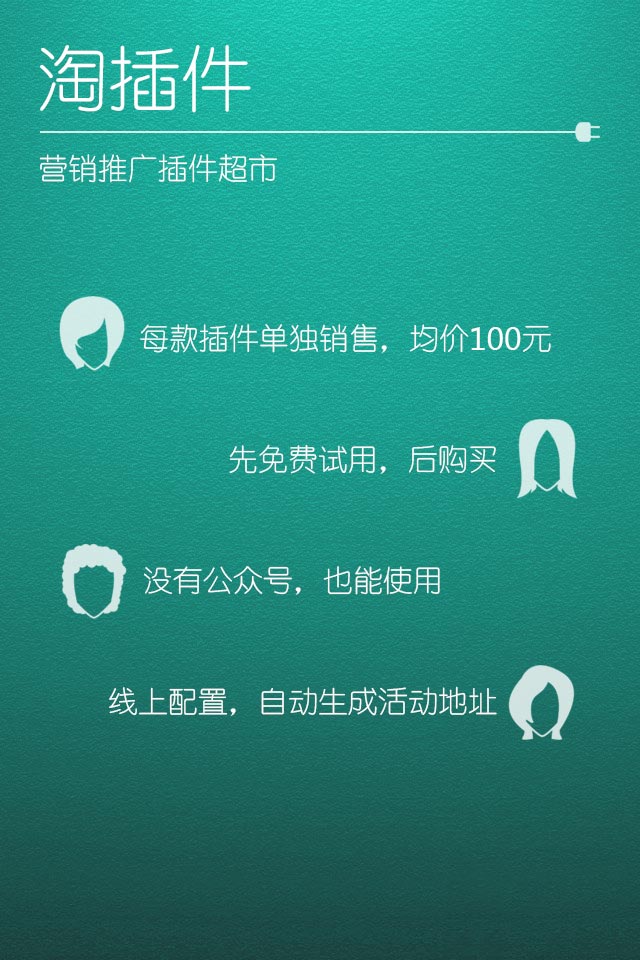 淘插件
营销推广插件超市
每款插件单独销售，均价100元
先免费试用，后购买
没有公众号，也能使用
线上配置，自动生成活动地址